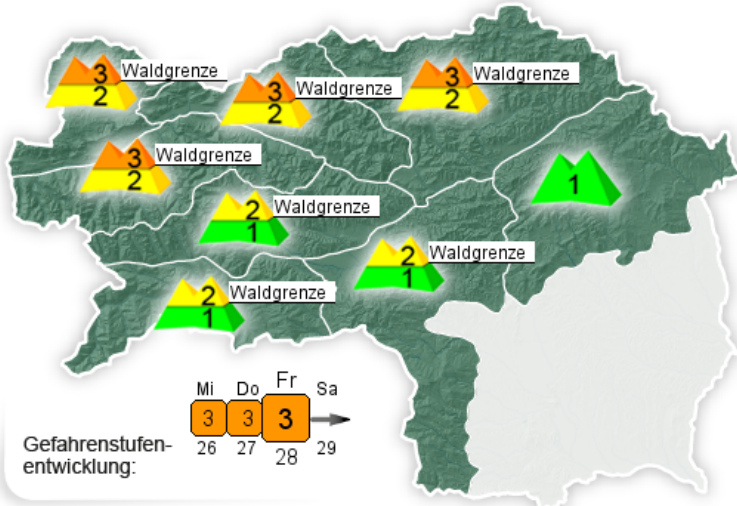 3 Waldgrenze
2
3 Waldgrenze
2
3 Waldgrenze
2
3 Waldgrenze
2
1
2 Waldgrenze
1
2 Waldgrenze
1
2 Waldgrenze
1
Mi Do Fr Sa
3 3 3
26 27 28 29
Gefahrenstufen-
entwicklung: